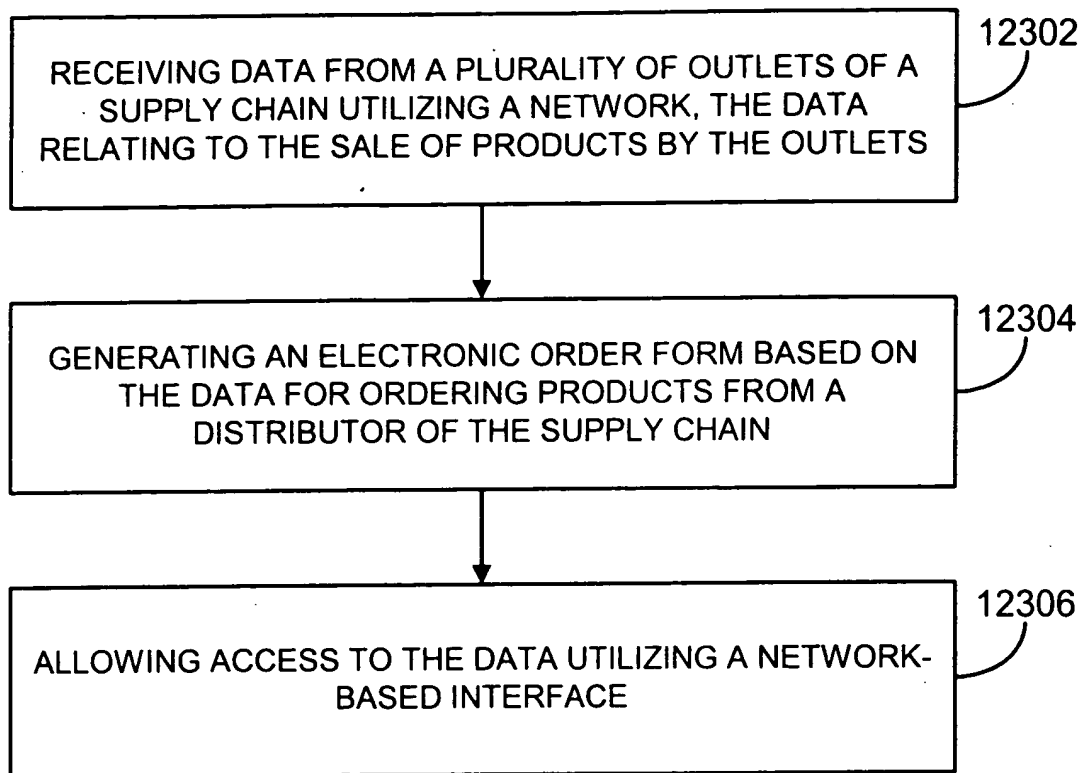 12302
RECEIVING DATA FROM A PLURALITY OF OUTLETS OF A
SUPPLY CHAIN UTILIZING A NETWORK, THE DATA
RELATING TO THE SALE OF PRODUCTS BY THE OUTLETS
12304
GENERATING AN ELECTRONIC ORDER FORM BASED ON
THE DATA FOR ORDERING PRODUCTS FROM A
DISTRIBUTOR OF THE SUPPLY CHAIN
12306
ALLOWING ACCESS TO THE DATA UTILIZING A NETWORK-
BASED INTERFACE